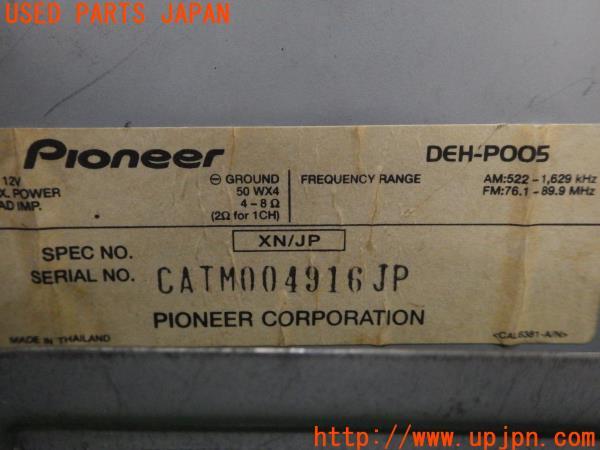 USED PARTS JAPAN
Pioneer DEH-P005
12V ⊖ GROUND FREQUENCY RANGE AM:522-1,629 kHz
X. POWER 50 WX4 FM:76.1-89.9 MHz
AD IMP. 4-8 Ω
(2Ω for 1CH)
SPEC NO. XN/JP
SERIAL NO. CATM004916JP
PIONEER CORPORATION
MADE IN THAILAND <CAL6381-A/N>
http://www.upjpn.com/